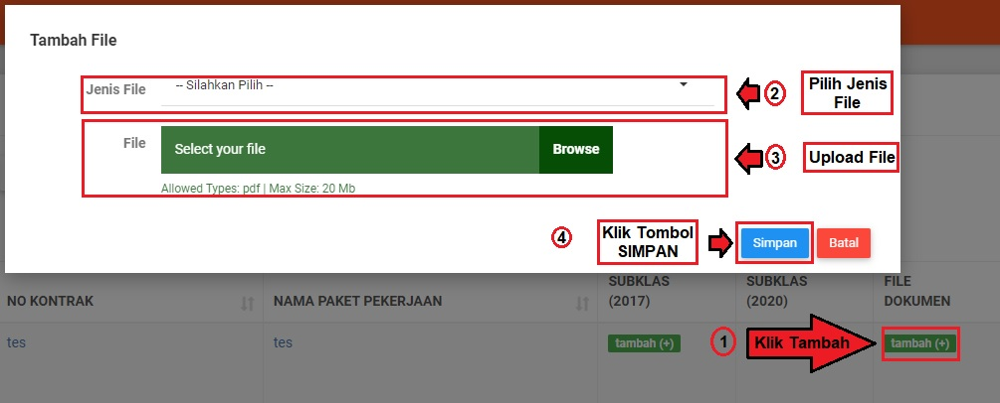 Tambah File
Jenis File
-- Silahkan Pilih --
2
Pilih Jenis
File
File
Select your file
Browse
3
Upload File
Allowed Types: pdf | Max Size: 20 Mb
4
Klik Tombol
SIMPAN
Simpan
Batal
NO KONTRAK
NAMA PAKET PEKERJAAN
SUBKLAS
(2017)
SUBKLAS
(2020)
FILE
DOKUMEN
tes
tes
tambah (+)
1
Klik Tambah
tambah (+)